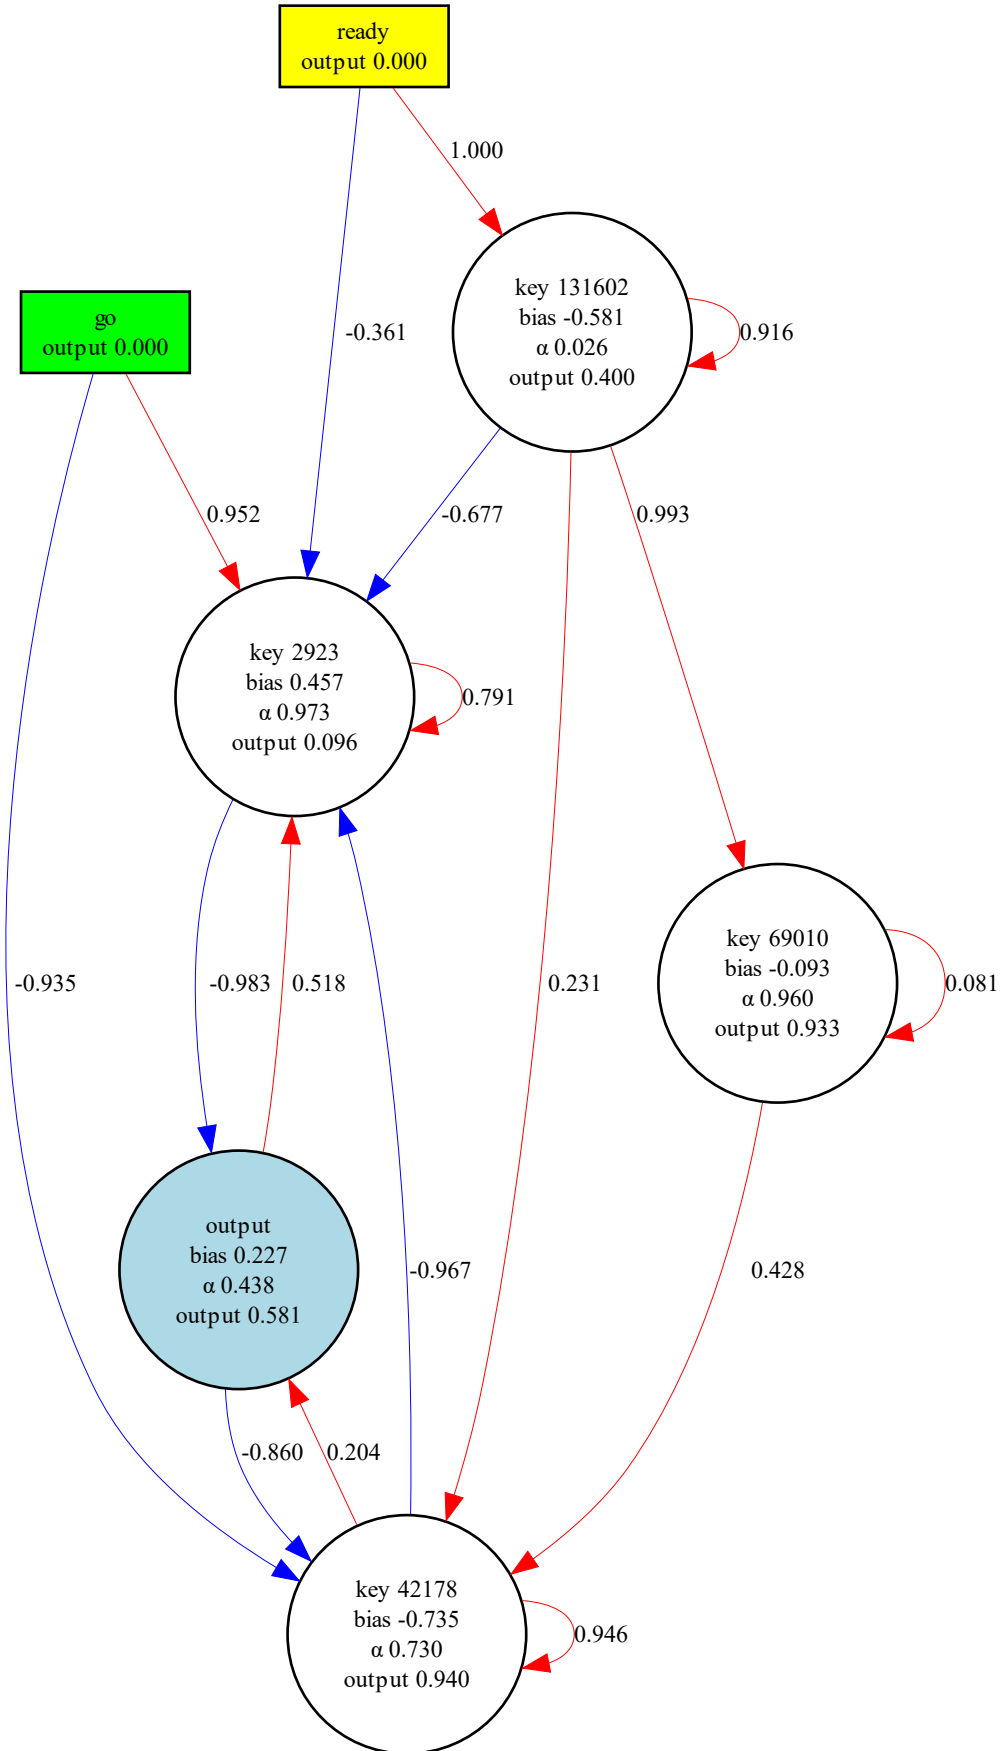 ready
output 0.000
1.000
key 131602
bias -0.581
α 0.026
output 0.400
0.916
go
output 0.000
-0.361
0.952
-0.677
0.993
key 2923
bias 0.457
α 0.973
output 0.096
0.791
key 69010
bias -0.093
α 0.960
output 0.933
0.081
-0.935
-0.983
0.518
0.231
output
bias 0.227
α 0.438
output 0.581
-0.967
0.428
-0.860
0.204
key 42178
bias -0.735
α 0.730
output 0.940
0.946